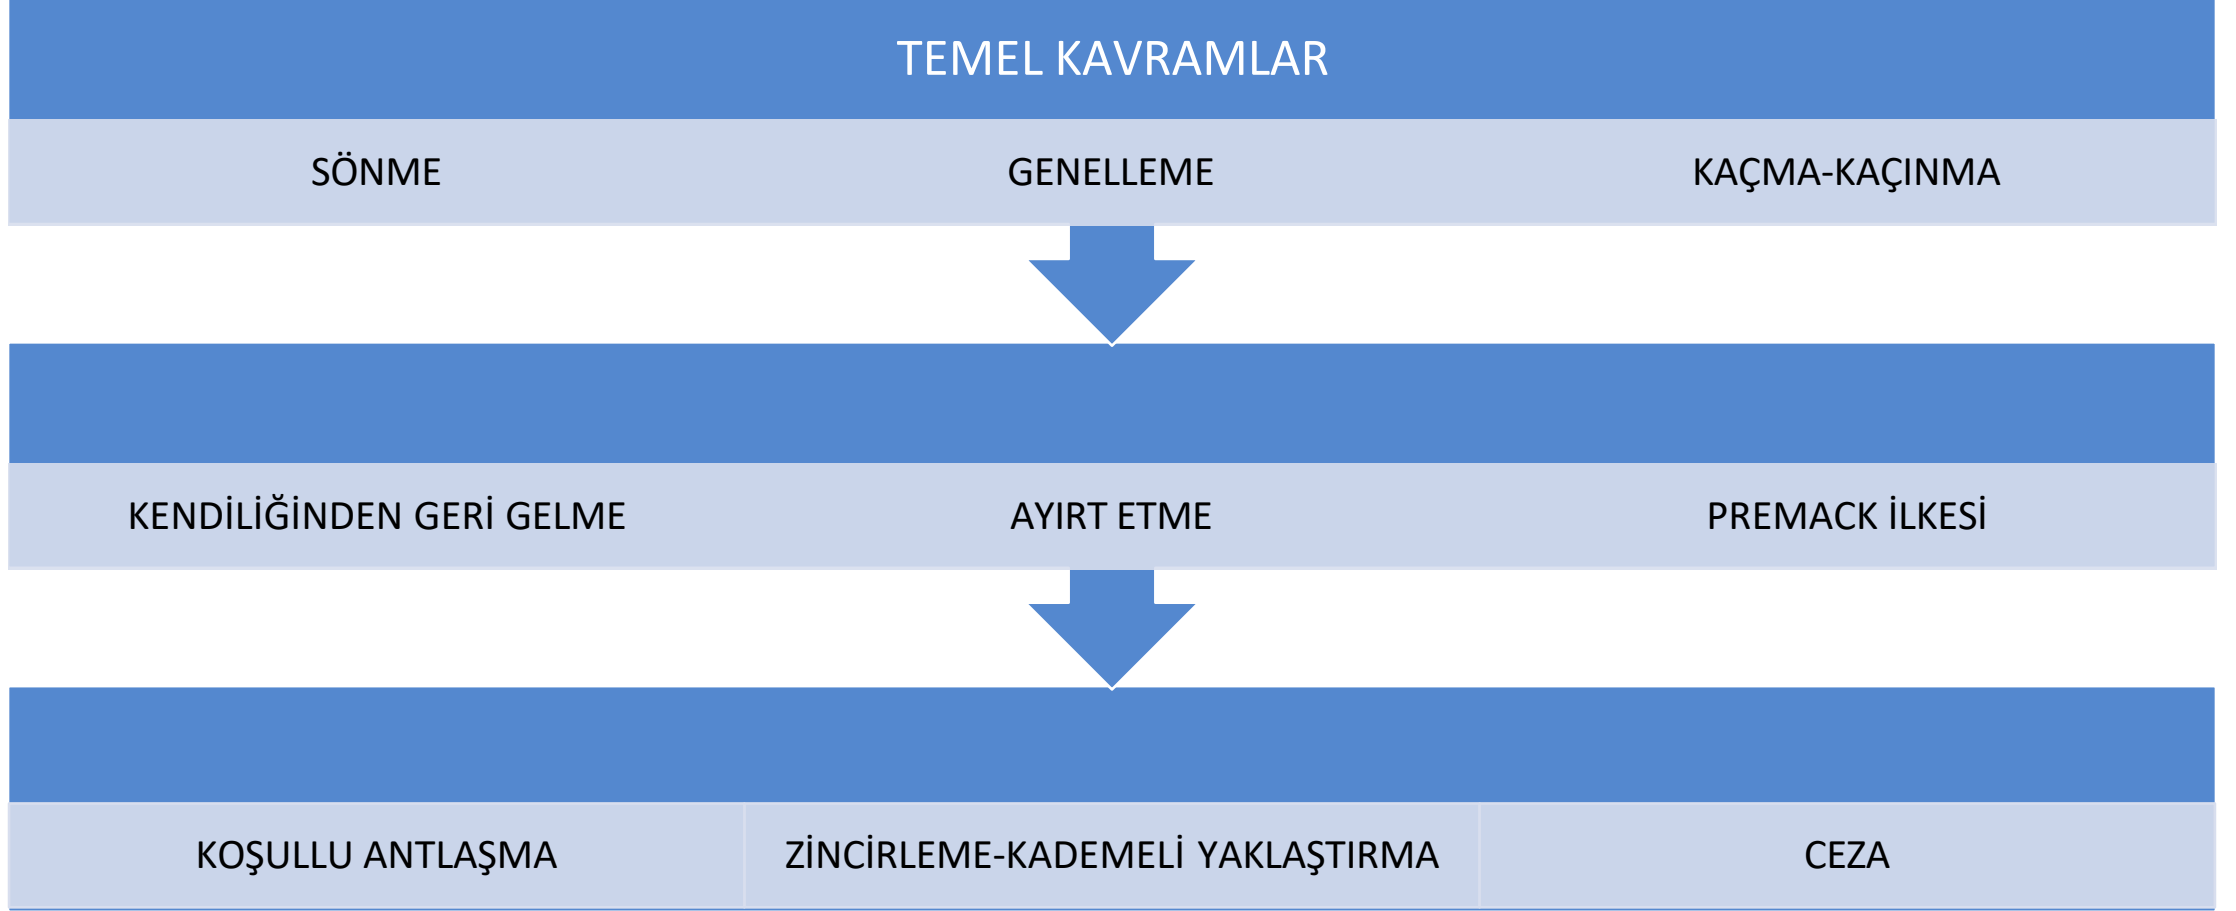 TEMEL KAVRAMLAR
SÖNME GENELLEME KAÇMA-KAÇINMA
KENDİLİĞİNDEN GERİ GELME AYIRT ETME PREMACK İLKESİ
KOŞULLU ANTLAŞMA ZİNCİRLEME-KADEMELİ YAKLAŞTIRMA CEZA